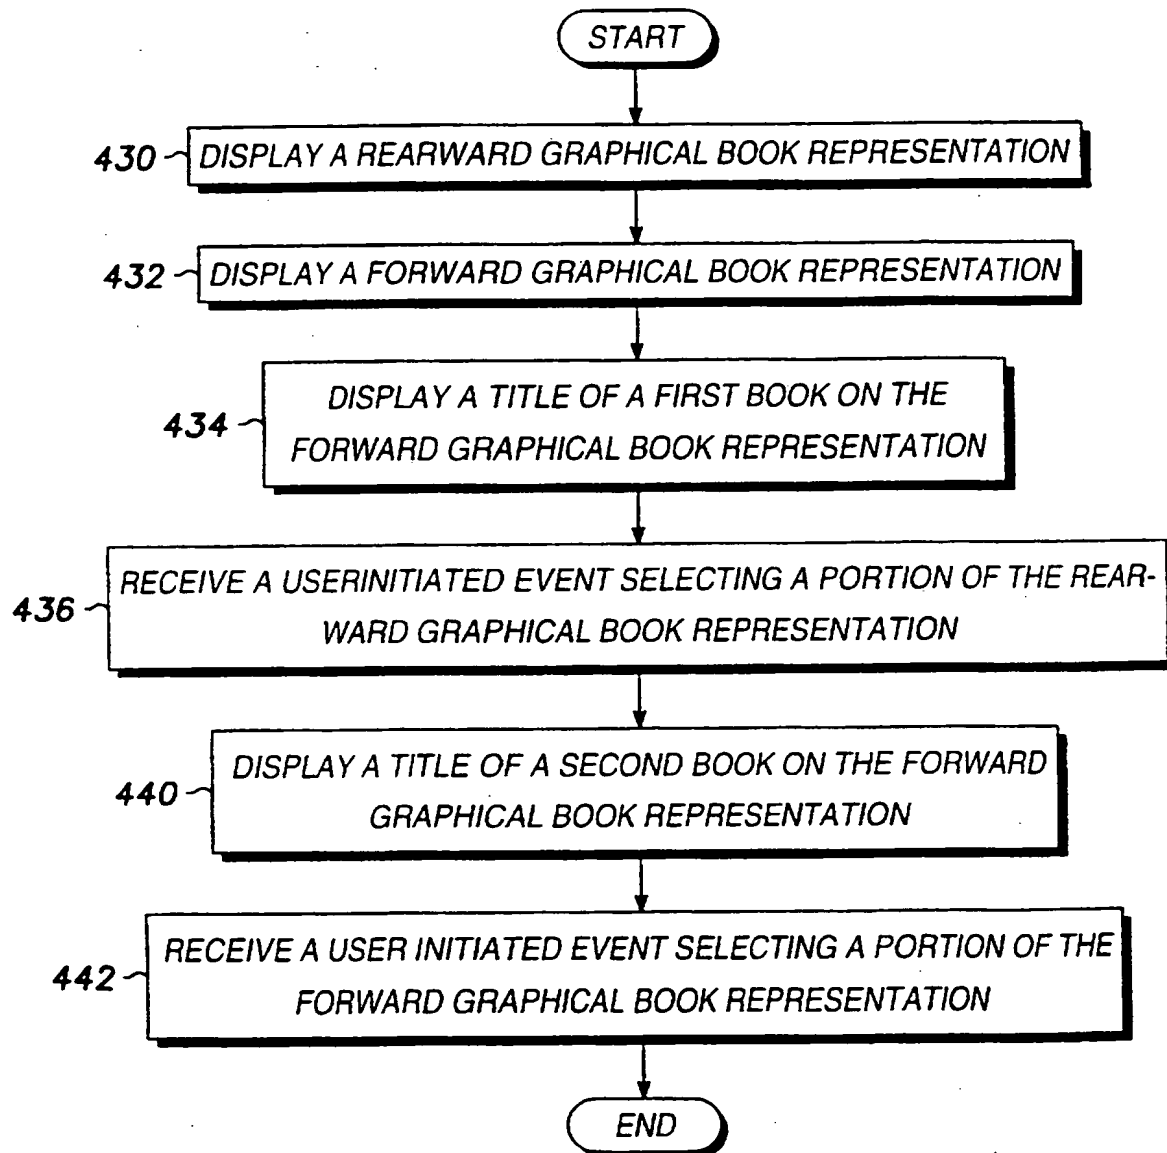 START
430 DISPLAY A REARWARD GRAPHICAL BOOK REPRESENTATION
432 DISPLAY A FORWARD GRAPHICAL BOOK REPRESENTATION
DISPLAY A TITLE OF A FIRST BOOK ON THE
434
FORWARD GRAPHICAL BOOK REPRESENTATION
RECEIVE A USERINITIATED EVENT SELECTING A PORTION OF THE REAR-
436
WARD GRAPHICAL BOOK REPRESENTATION
DISPLAY A TITLE OF A SECOND BOOK ON THE FORWARD
440
GRAPHICAL BOOK REPRESENTATION
RECEIVE A USER INITIATED EVENT SELECTING A PORTION OF THE
442
FORWARD GRAPHICAL BOOK REPRESENTATION
END